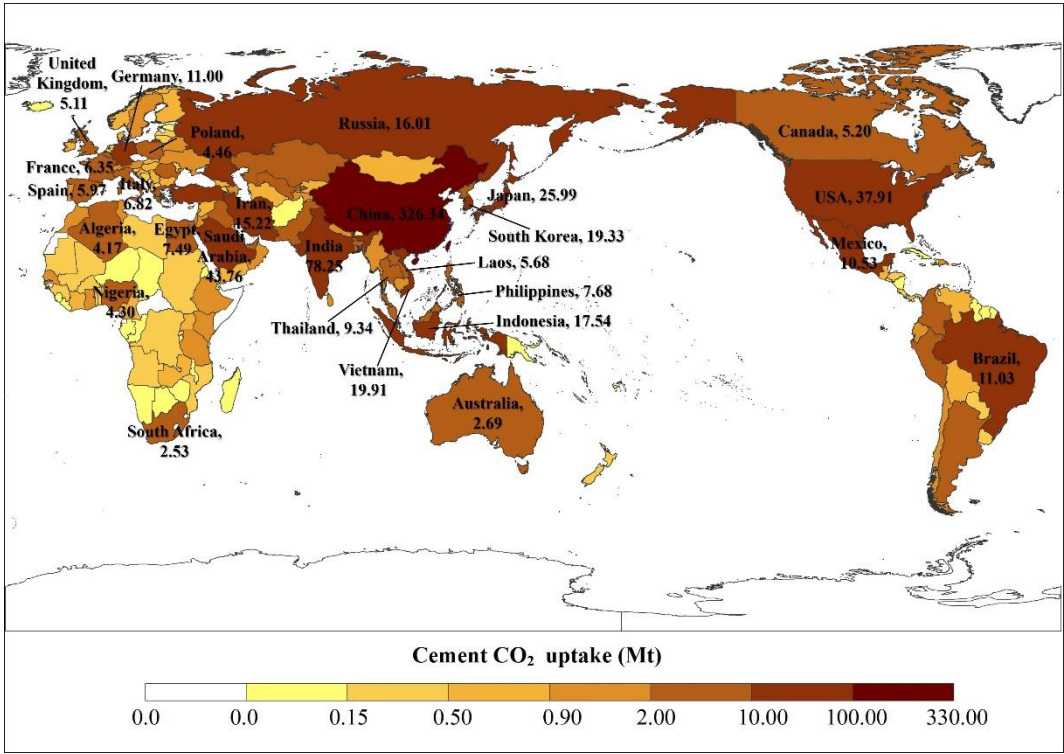 United
Kingdom,
5.11
Germany, 11.00
Poland,
4.46
Russia, 16.01
Canada, 5.20
France, 6.35
Spain, 5.97
Italy,
6.82
Iran,
15.22
China, 326.34
Japan, 25.99
USA, 37.91
South Korea, 19.33
Mexico,
10.53
Algeria,
4.17
Egypt,
7.49
Saudi
Arabia,
43.76
India
78.25
Laos, 5.68
Nigeria,
4.30
Philippines, 7.68
Thailand, 9.34
Indonesia, 17.54
Vietnam,
19.91
Brazil,
11.03
Australia,
2.69
South Africa,
2.53
Cement CO₂ uptake (Mt)
0.0 0.0 0.15 0.50 0.90 2.00 10.00 100.00 330.00